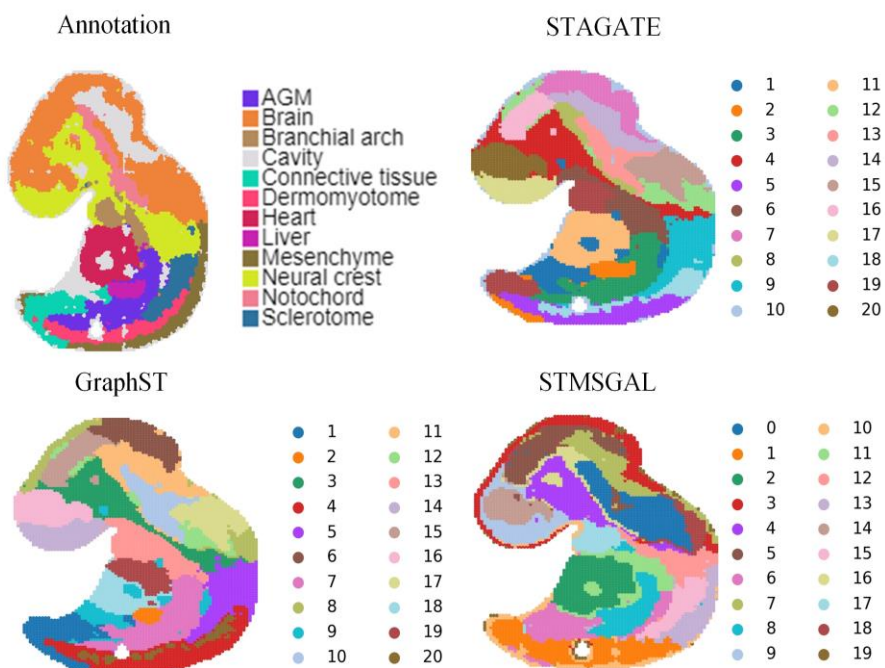 Annotation
AGM
Brain
Branchial arch
Cavity
Connective tissue
Dermomyotome
Heart
Liver
Mesenchyme
Neural crest
Notochord
Sclerotome
STAGATE
1 11
2 12
3 13
4 14
5 15
6 16
7 17
8 18
9 19
10 20
GraphST
1 11
2 12
3 13
4 14
5 15
6 16
7 17
8 18
9 19
10 20
STMSGAL
0 10
1 11
2 12
3 13
4 14
5 15
6 16
7 17
8 18
9 19